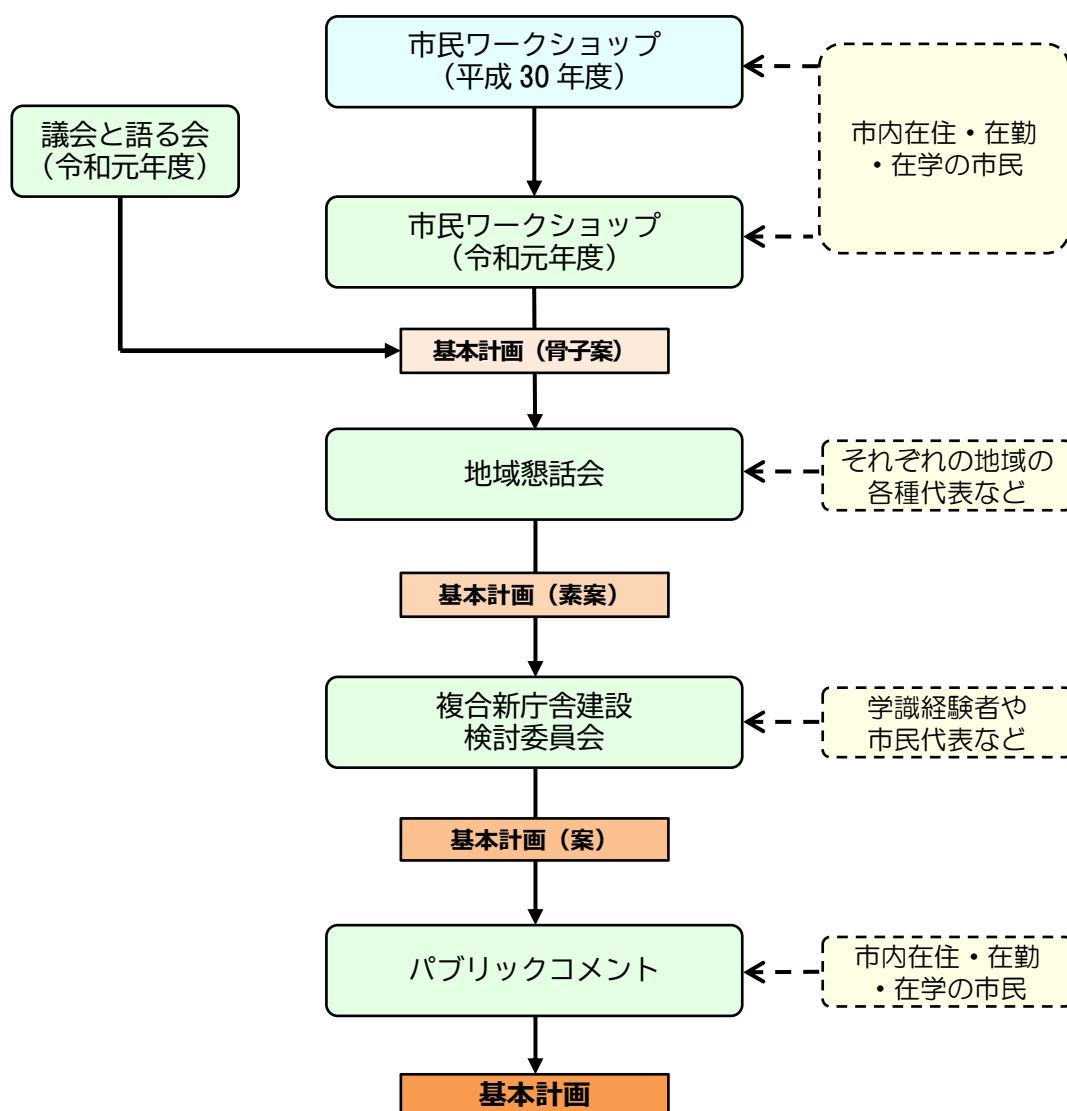 市民ワークショップ
（平成 30 年度）
市内在住・在勤
・在学の市民
議会と語る会
（令和元年度）
市民ワークショップ
（令和元年度）
基本計画（骨子案）
地域懇話会
それぞれの地域の
各種代表など
基本計画（素案）
複合新庁舎建設
検討委員会
学識経験者や
市民代表など
基本計画（案）
パブリックコメント
市内在住・在勤
・在学の市民
基本計画